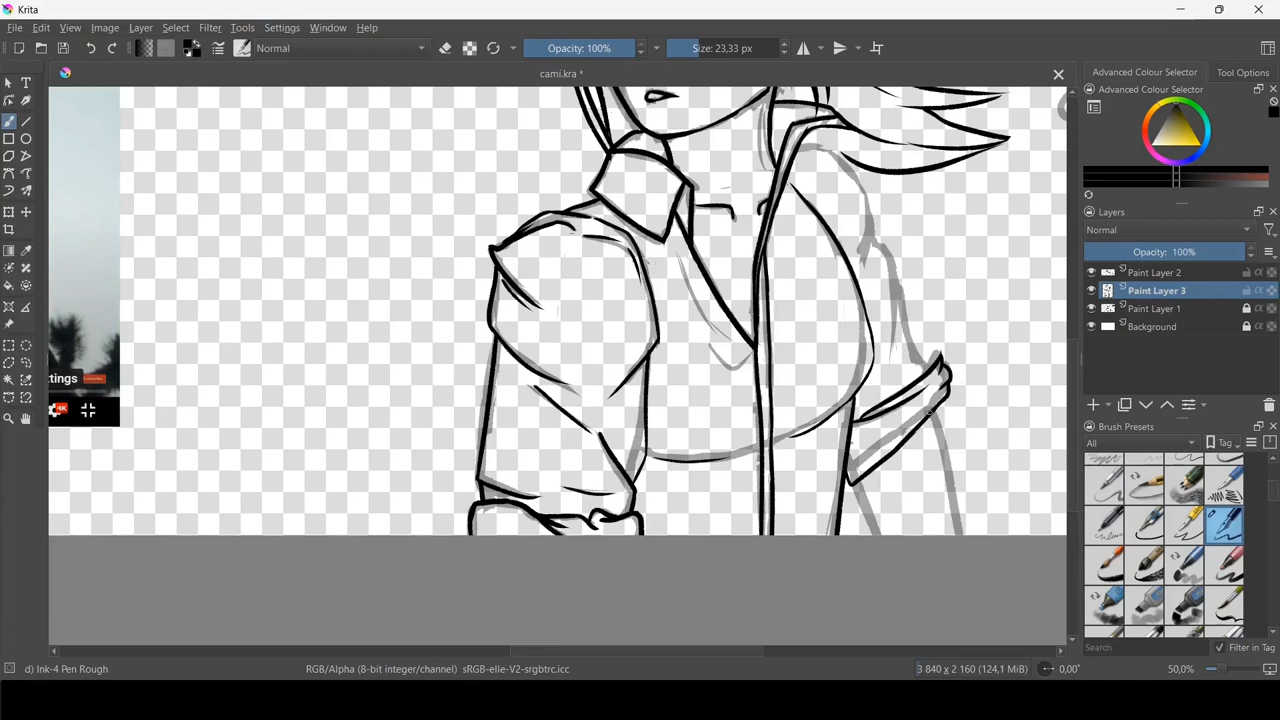 Krita
File Edit View Image Layer Select Filter Tools Settings Window Help
Normal
Opacity: 100%
Size: 23,33 px
cami.kra *
Advanced Colour Selector
Tool Options
Advanced Colour Selector
Layers
Normal
Opacity: 100%
Paint Layer 2
Paint Layer 3
Paint Layer 1
Background
ttings
4K
Brush Presets
All
Tag
Search
Filter in Tag
d) Ink-4 Pen Rough
RGB/Alpha (8-bit integer/channel) sRGB-elle-V2-srgbtrc.icc
3 840 x 2 160 (124,1 MiB)
0,00°
50,0%